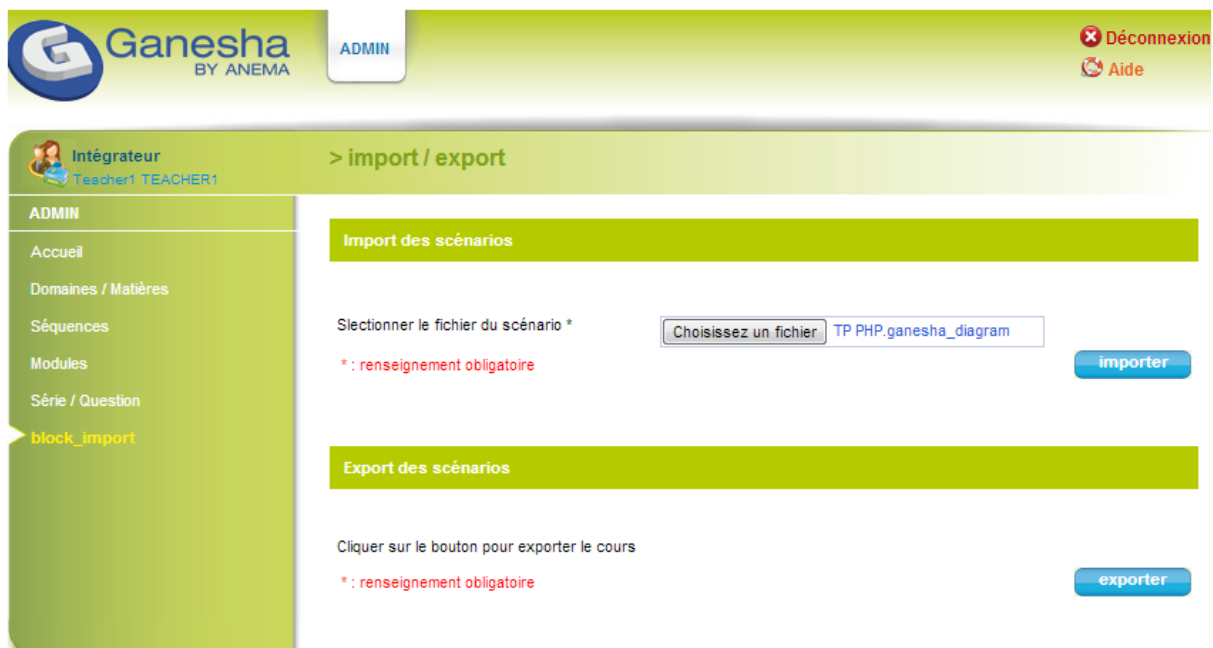 Ganesha
BY ANEMA
ADMIN
Déconnexion
Aide
Intégrateur
Teacher1 TEACHER1
> import / export
ADMIN
Accueil
Domaines / Matières
Séquences
Modules
Série / Question
block_import
Import des scénarios
Slectionner le fichier du scénario *
Choisissez un fichier TP PHP.ganesha_diagram
* : renseignement obligatoire
importer
Export des scénarios
Cliquer sur le bouton pour exporter le cours
* : renseignement obligatoire
exporter